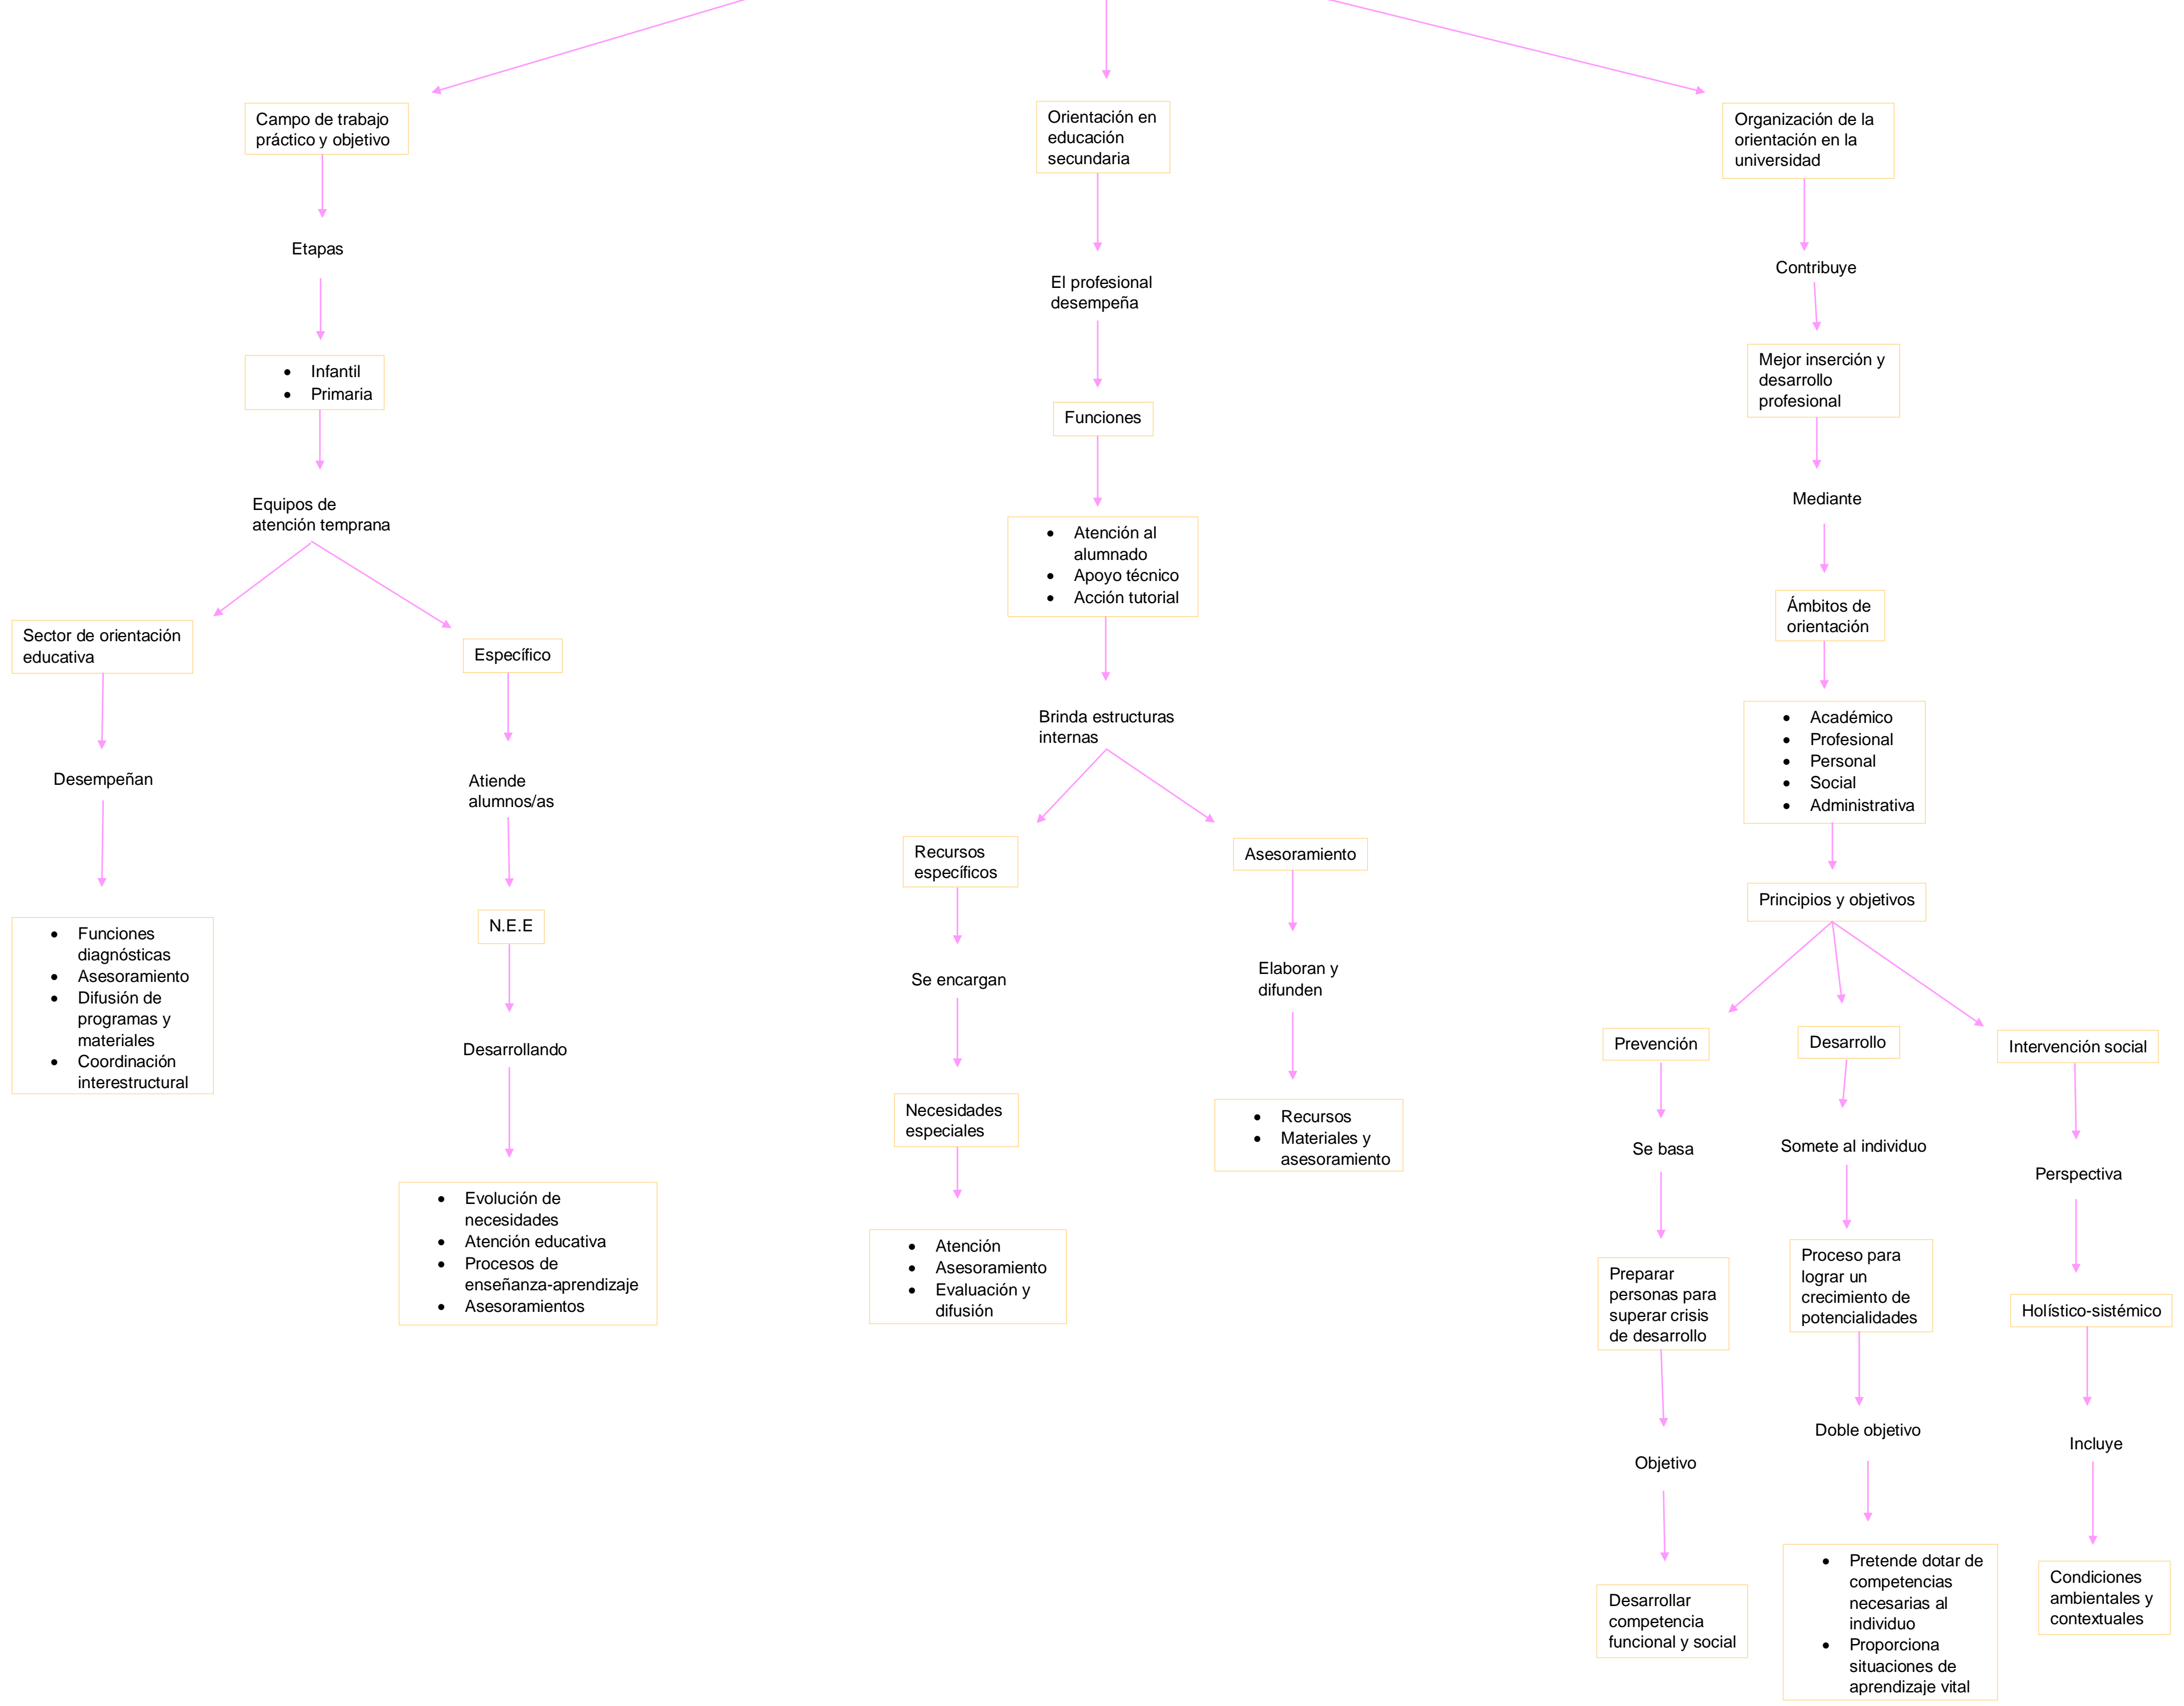 Campo de trabajo
práctico y objetivo
Etapas
Infantil
Primaria
Equipos de
atención temprana
Sector de orientación
educativa
Desempeñan
Funciones
diagnósticas
Asesoramiento
Difusión de
programas y
materiales
Coordinación
interestructural
Específico
Atiende
alumnos/as
N.E.E
Desarrollando
Evolución de
necesidades
Atención educativa
Procesos de
enseñanza-aprendizaje
Asesoramientos
Orientación en
educación
secundaria
El profesional
desempeña
Funciones
Atención al
alumnado
Apoyo técnico
Acción tutorial
Brinda estructuras
internas
Recursos
específicos
Se encargan
Necesidades
especiales
Atención
Asesoramiento
Evaluación y
difusión
Asesoramiento
Elaboran y
difunden
Recursos
Materiales y
asesoramiento
Organización de la
orientación en la
universidad
Contribuye
Mejor inserción y
desarrollo
profesional
Mediante
Ámbitos de
orientación
Académico
Profesional
Personal
Social
Administrativa
Principios y objetivos
Prevención
Se basa
Preparar
personas para
superar crisis
de desarrollo
Objetivo
Desarrollar
competencia
funcional y social
Desarrollo
Somete al individuo
Proceso para
lograr un
crecimiento de
potencialidades
Doble objetivo
Pretende dotar de
competencias
necesarias al
individuo
Proporciona
situaciones de
aprendizaje vital
Intervención social
Perspectiva
Holístico-sistémico
Incluye
Condiciones
ambientales y
contextuales